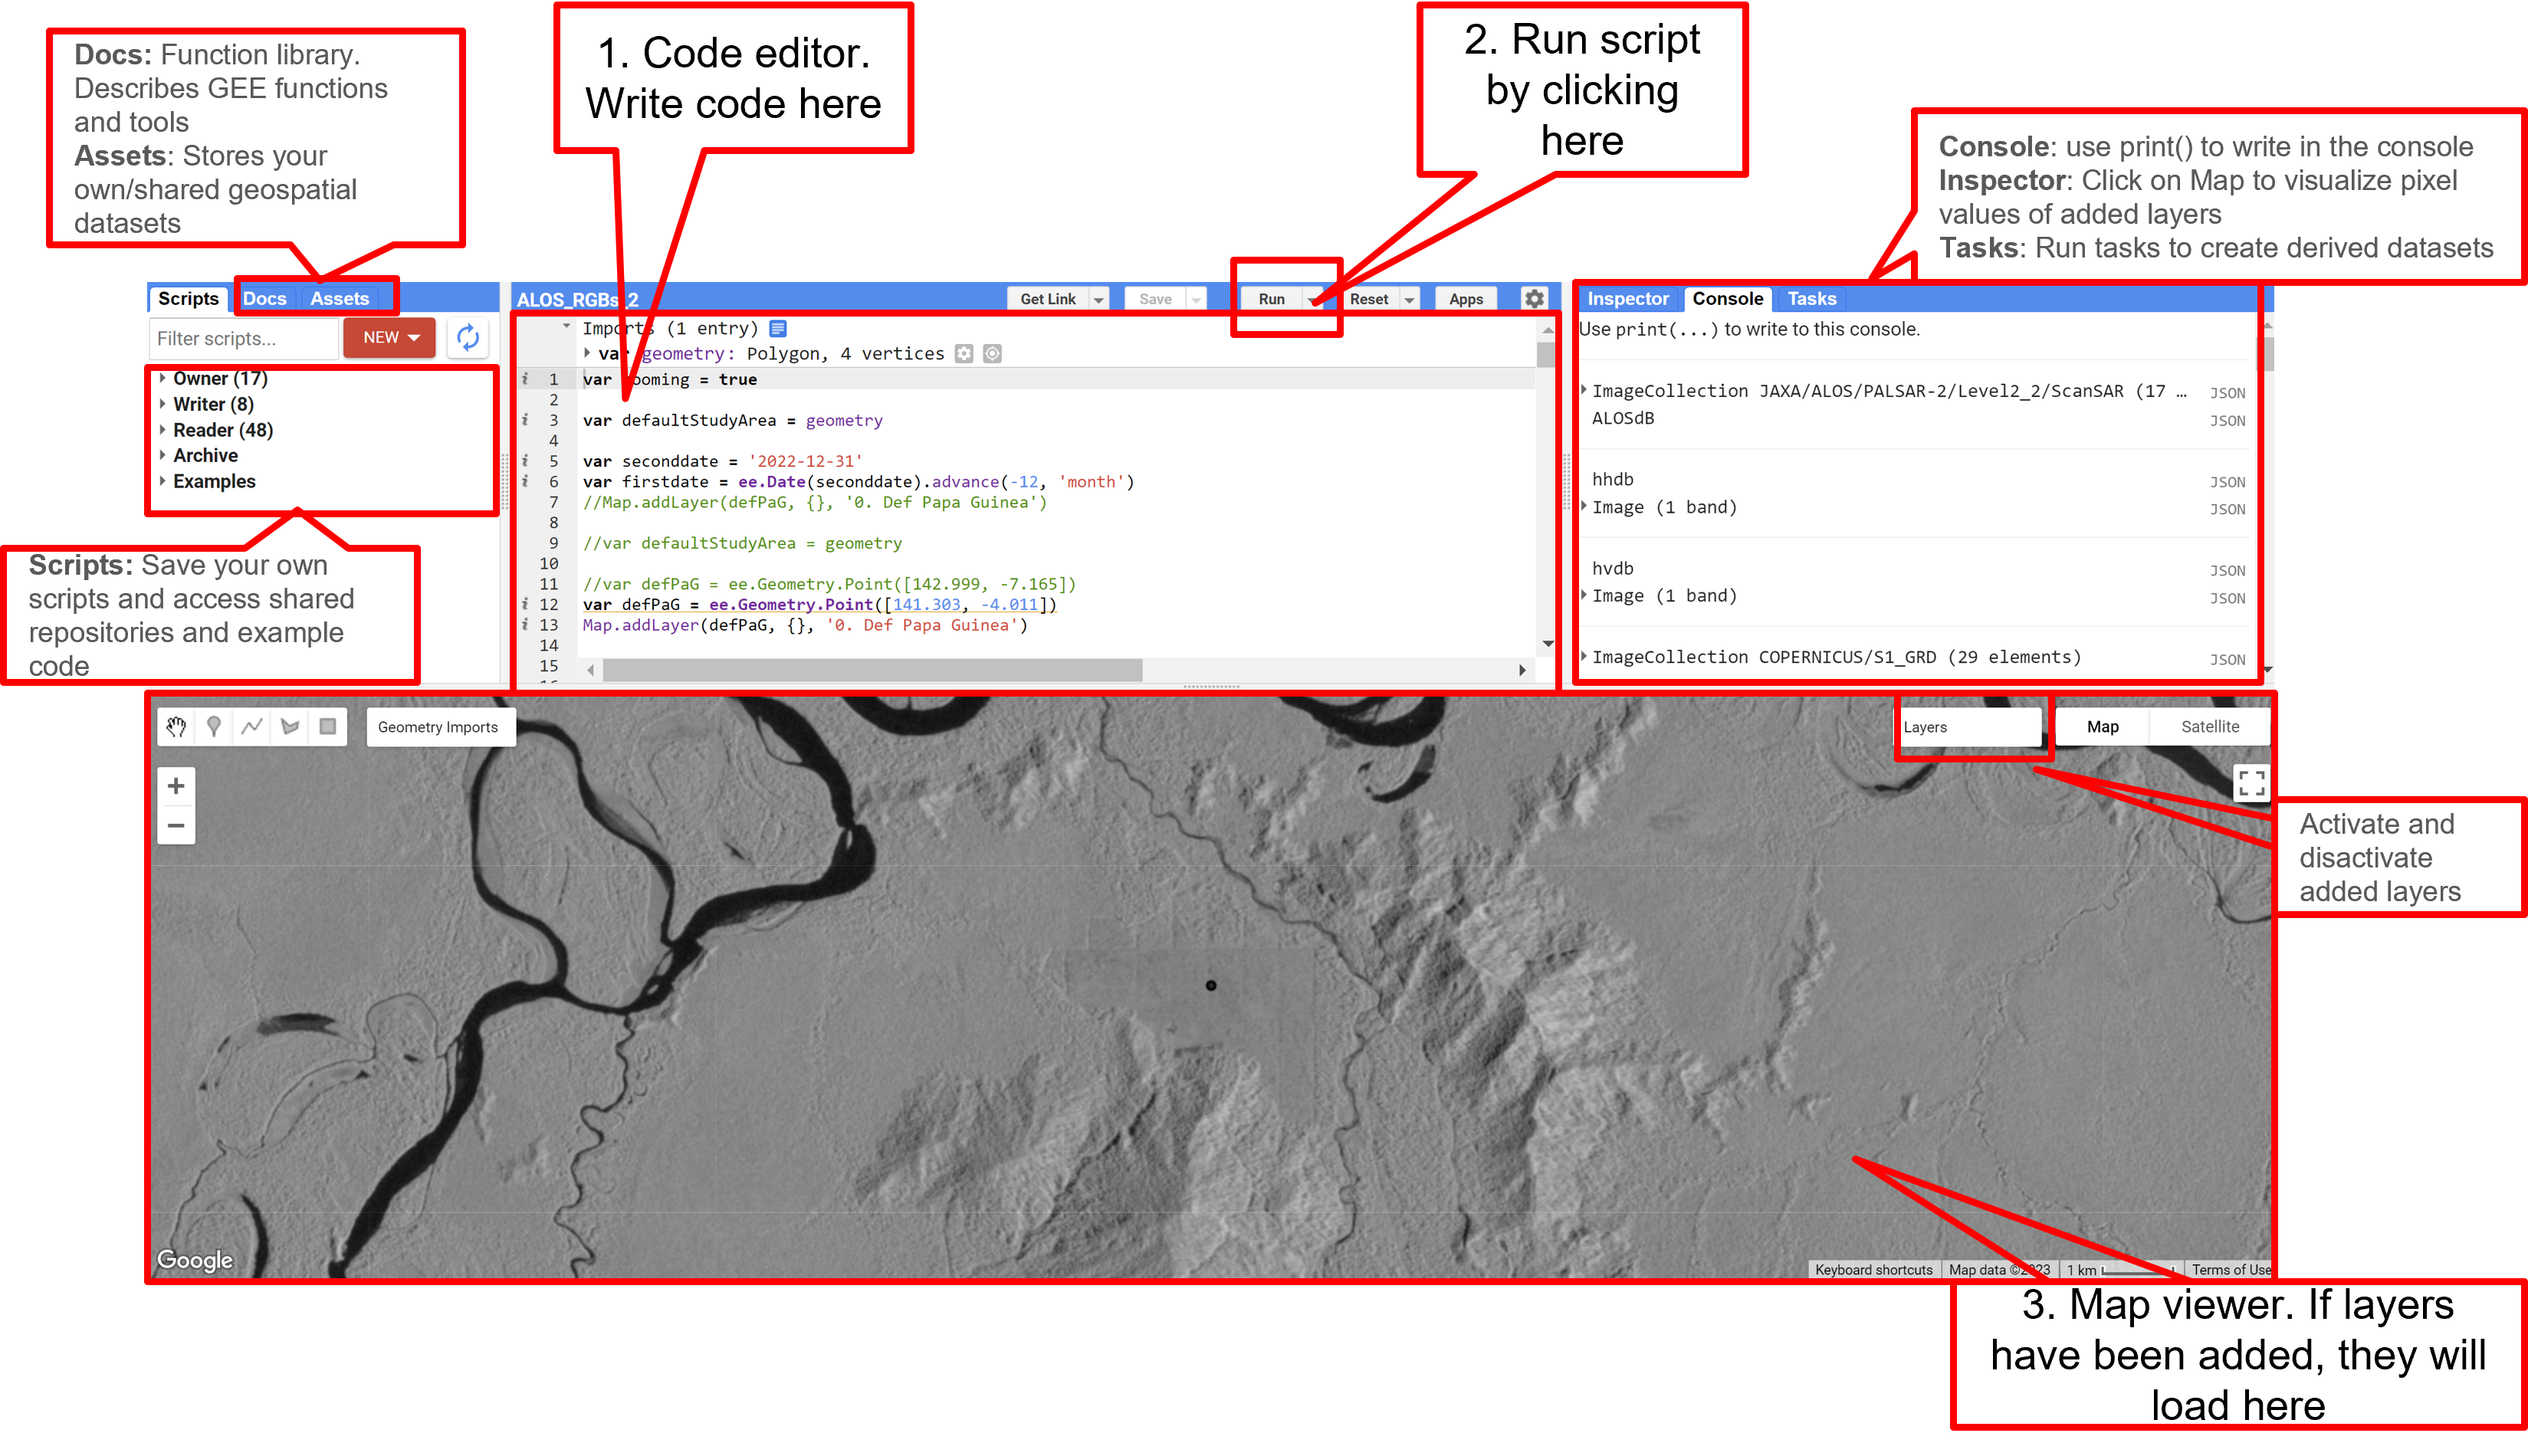 Docs: Function library.
Describes GEE functions
and tools
Assets: Stores your
own/shared geospatial
datasets
1. Code editor.
Write code here
2. Run script
by clicking
here
Console: use print() to write in the console
Inspector: Click on Map to visualize pixel
values of added layers
Tasks: Run tasks to create derived datasets
Scripts Docs Assets
Filter scripts... NEW
Owner (17)
Writer (8)
Reader (48)
Archive
Examples
Scripts: Save your own
scripts and access shared
repositories and example
code
ALOS_RGBs_2 Get Link Save Run Reset Apps
Imports (1 entry)
var geometry: Polygon, 4 vertices
i 1 var ooming = true
2
i 3 var defaultStudyArea = geometry
4
i 5 var seconddate = '2022-12-31'
i 6 var firstdate = ee.Date(seconddate).advance(-12, 'month')
7 //Map.addLayer(defPaG, {}, '0. Def Papa Guinea')
8
9 //var defaultStudyArea = geometry
10
11 //var defPaG = ee.Geometry.Point([142.999, -7.165])
i 12 var defPaG = ee.Geometry.Point([141.303, -4.011])
i 13 Map.addLayer(defPaG, {}, '0. Def Papa Guinea')
14
15
Inspector Console Tasks
Use print(...) to write to this console.
ImageCollection JAXA/ALOS/PALSAR-2/Level2_2/ScanSAR (17 … JSON
ALOSdB JSON
hhdb JSON
Image (1 band) JSON
hvdb JSON
Image (1 band) JSON
ImageCollection COPERNICUS/S1_GRD (29 elements) JSON
Geometry Imports
Layers Map Satellite
+
−
Activate and
disactivate
added layers
Google
Keyboard shortcuts Map data ©2023 1 km Terms of Use
3. Map viewer. If layers
have been added, they will
load here